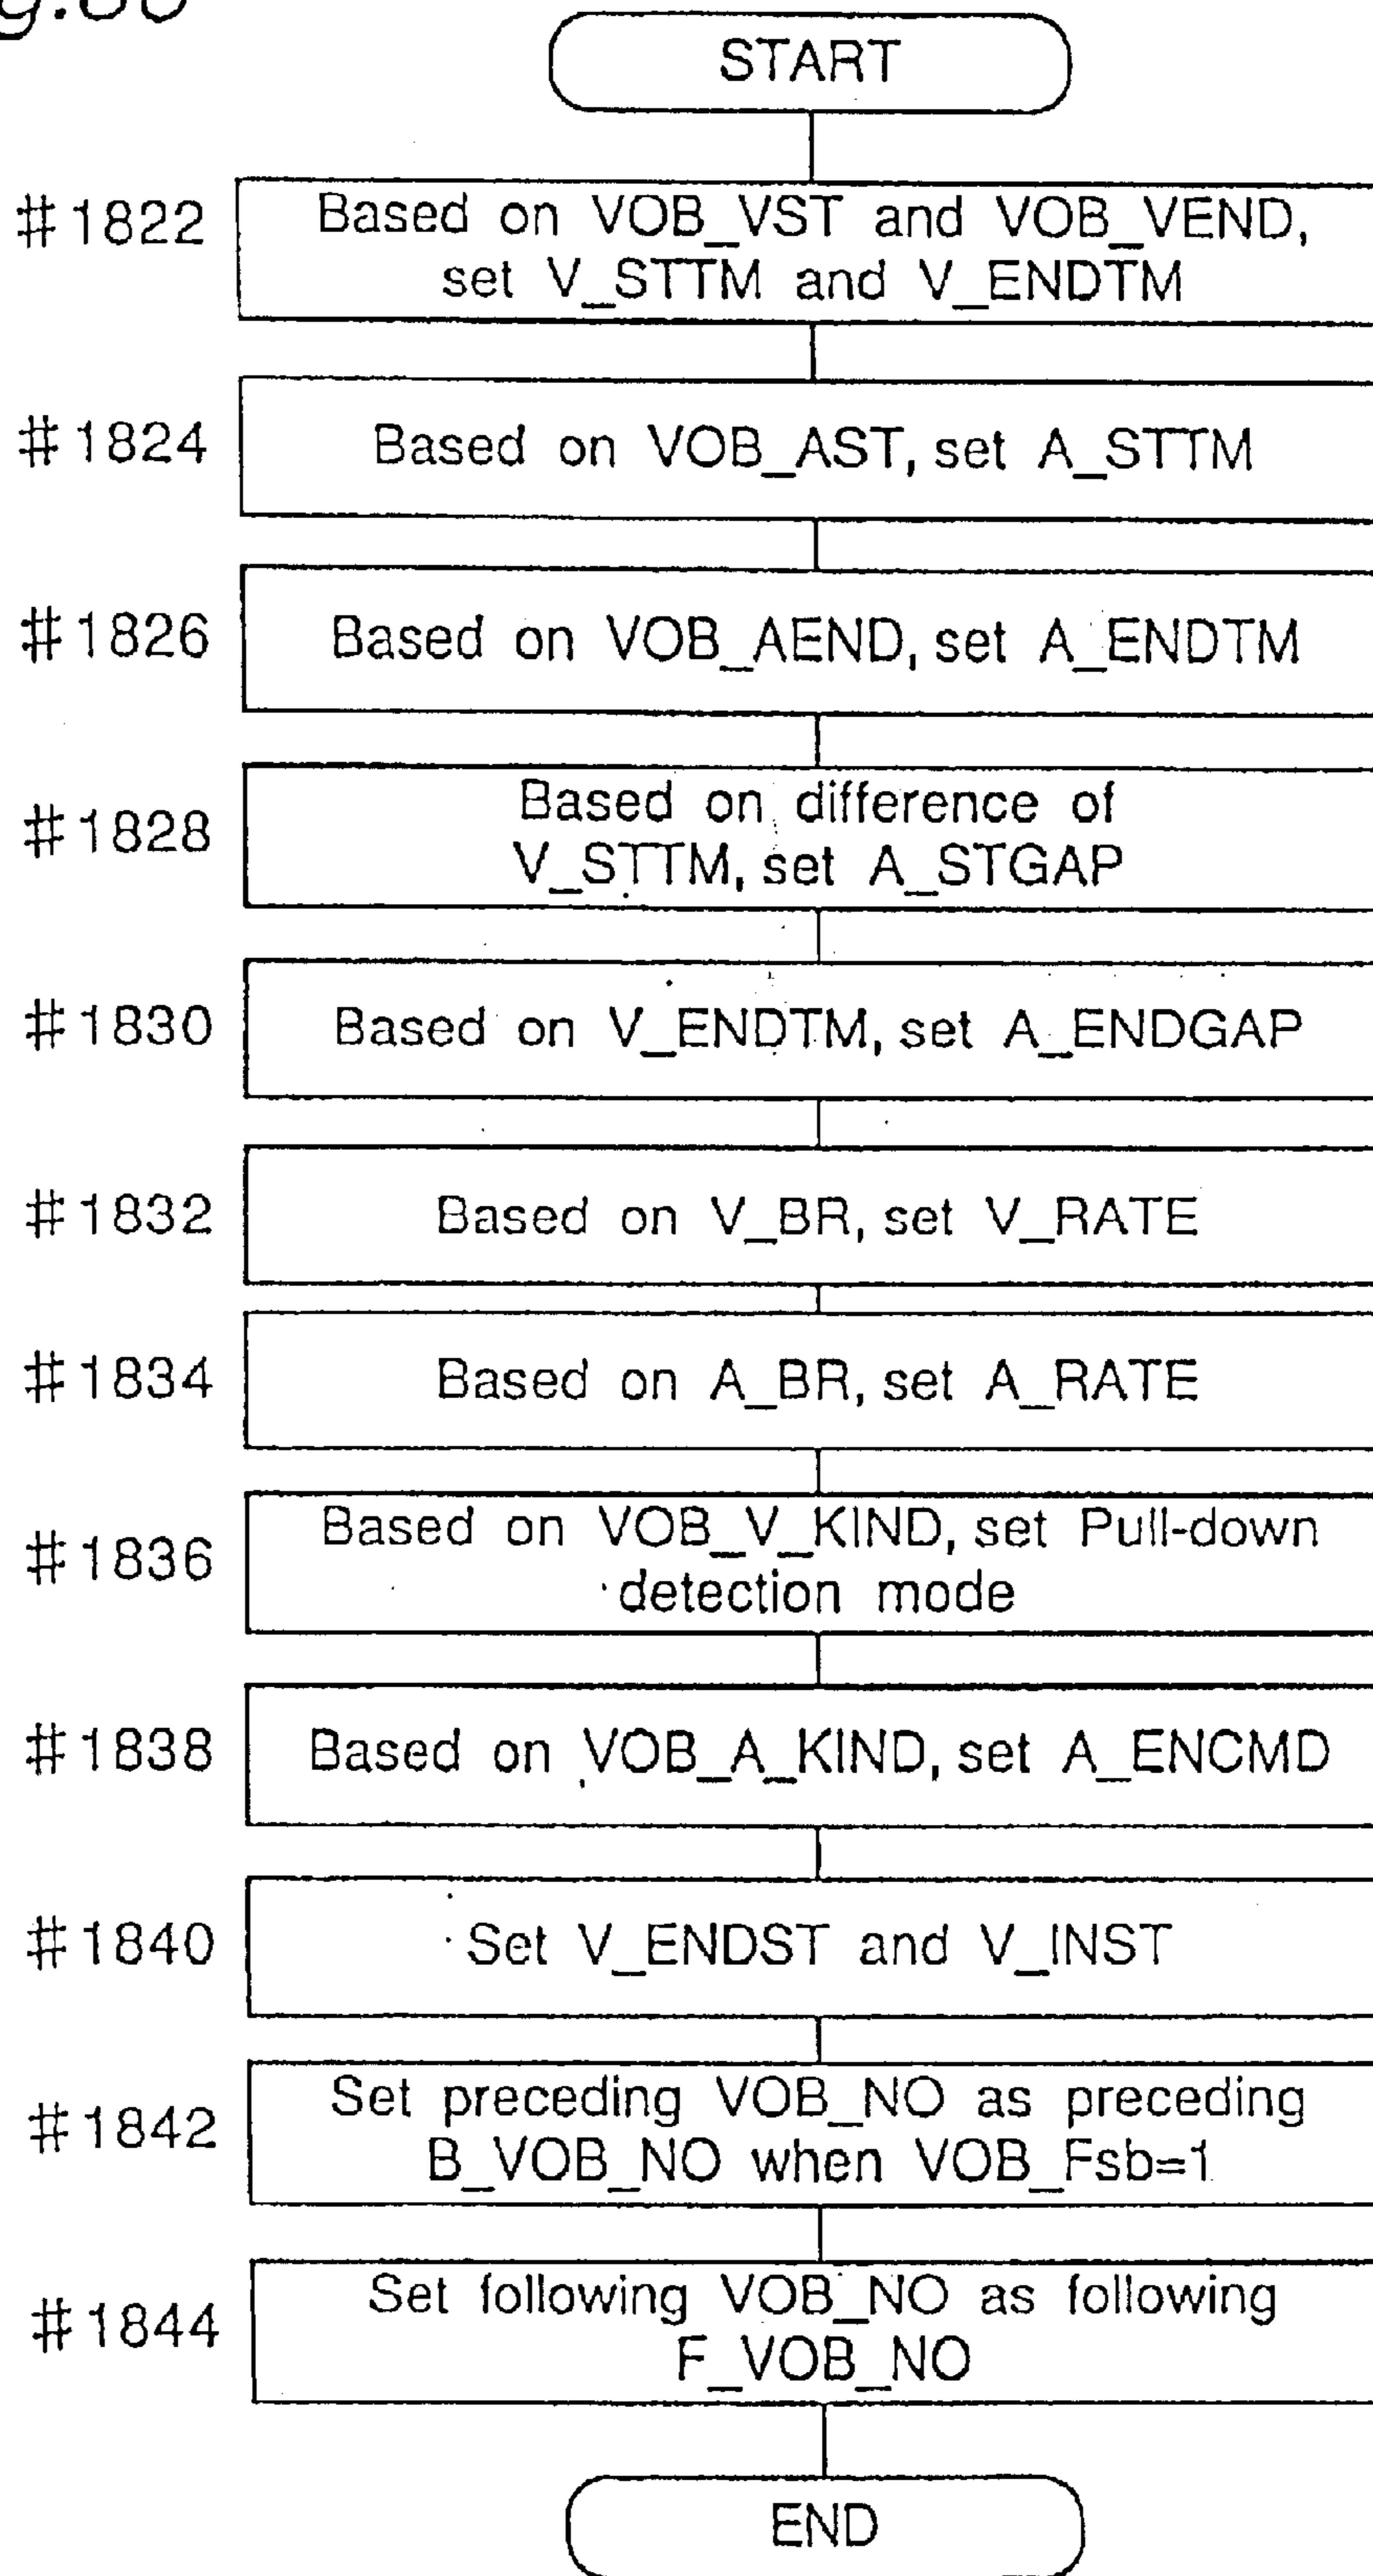 START
#1822
Based on VOB_VST and VOB_VEND,
set V_STTM and V_ENDTM
#1824
Based on VOB_AST, set A_STTM
#1826
Based on VOB_AEND, set A_ENDTM
#1828
Based on difference of
V_STTM, set A_STGAP
#1830
Based on V_ENDTM, set A_ENDGAP
#1832
Based on V_BR, set V_RATE
#1834
Based on A_BR, set A_RATE
#1836
Based on VOB_V_KIND, set Pull-down
detection mode
#1838
Based on VOB_A_KIND, set A_ENCMD
#1840
Set V_ENDST and V_INST
#1842
Set preceding VOB_NO as preceding
B_VOB_NO when VOB_Fsb=1
#1844
Set following VOB_NO as following
F_VOB_NO
END